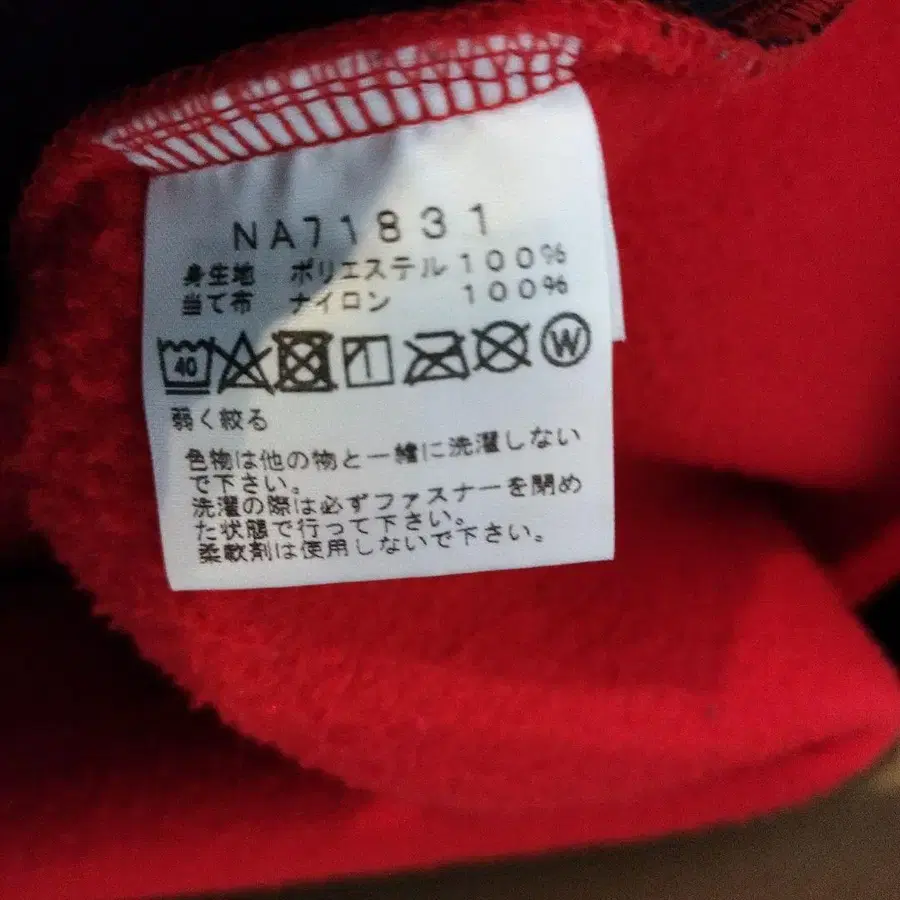 NA71831
身生地 ポリエステル 100%
当て布 ナイロン 100%
40 W
弱く絞る
色物は他の物と一緒に洗濯しない
で下さい。
洗濯の際は必ずファスナーを閉め
た状態で行って下さい。
柔軟剤は使用しないで下さい。